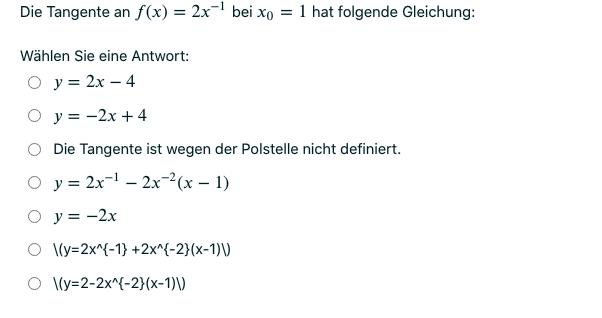 Die Tangente an f(x) = 2x⁻¹ bei x₀ = 1 hat folgende Gleichung:
Wählen Sie eine Antwort:
y = 2x − 4
y = −2x + 4
Die Tangente ist wegen der Polstelle nicht definiert.
y = 2x⁻¹ − 2x⁻²(x − 1)
y = −2x
\(y=2x^{-1} +2x^{-2}(x-1)\)
\(y=2-2x^{-2}(x-1)\)